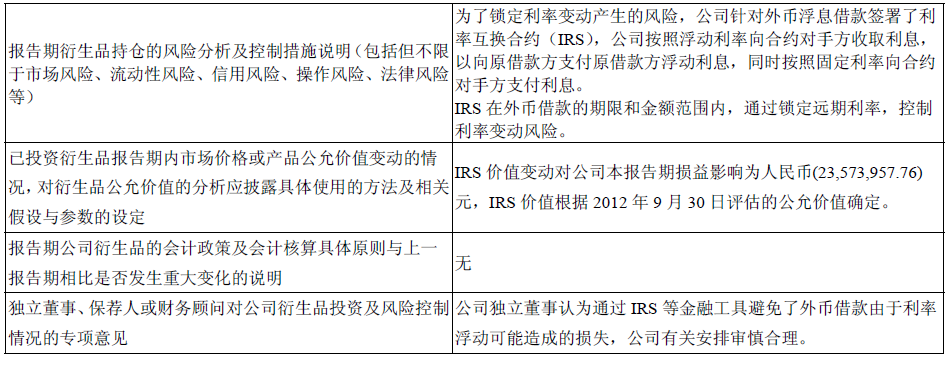 报告期衍生品持仓的风险分析及控制措施说明（包括但不限
于市场风险、流动性风险、信用风险、操作风险、法律风险
等）
为了锁定利率变动产生的风险，公司针对外币浮息借款签署了利
率互换合约（IRS），公司按照浮动利率向合约对手方收取利息，
以向原借款方支付原借款方浮动利息，同时按照固定利率向合约
对手方支付利息。
IRS 在外币借款的期限和金额范围内，通过锁定远期利率，控制
利率变动风险。
已投资衍生品报告期内市场价格或产品公允价值变动的情
况，对衍生品公允价值的分析应披露具体使用的方法及相关
假设与参数的设定
IRS 价值变动对公司本报告期损益影响为人民币(23,573,957.76)
元，IRS 价值根据 2012 年 9 月 30 日评估的公允价值确定。
报告期公司衍生品的会计政策及会计核算具体原则与上一
报告期相比是否发生重大变化的说明
无
独立董事、保荐人或财务顾问对公司衍生品投资及风险控制
情况的专项意见
公司独立董事认为通过 IRS 等金融工具避免了外币借款由于利率
浮动可能造成的损失，公司有关安排审慎合理。